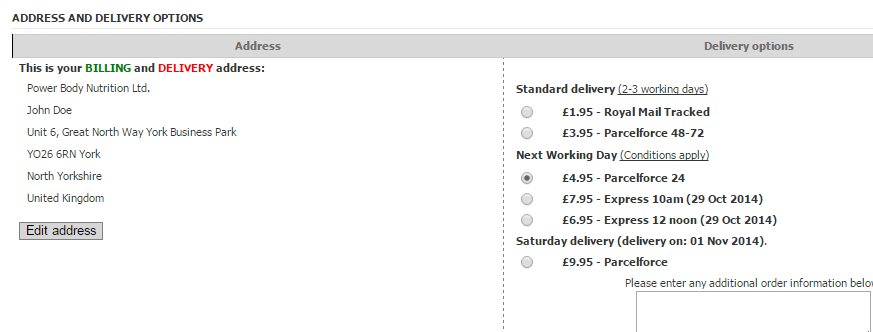 ADDRESS AND DELIVERY OPTIONS
Address
This is your BILLING and DELIVERY address:
Power Body Nutrition Ltd.
John Doe
Unit 6, Great North Way York Business Park
YO26 6RN York
North Yorkshire
United Kingdom
Edit address
Delivery options
Standard delivery (2-3 working days)
£1.95 - Royal Mail Tracked
£3.95 - Parcelforce 48-72
Next Working Day (Conditions apply)
£4.95 - Parcelforce 24
£7.95 - Express 10am (29 Oct 2014)
£6.95 - Express 12 noon (29 Oct 2014)
Saturday delivery (delivery on: 01 Nov 2014).
£9.95 - Parcelforce
Please enter any additional order information below